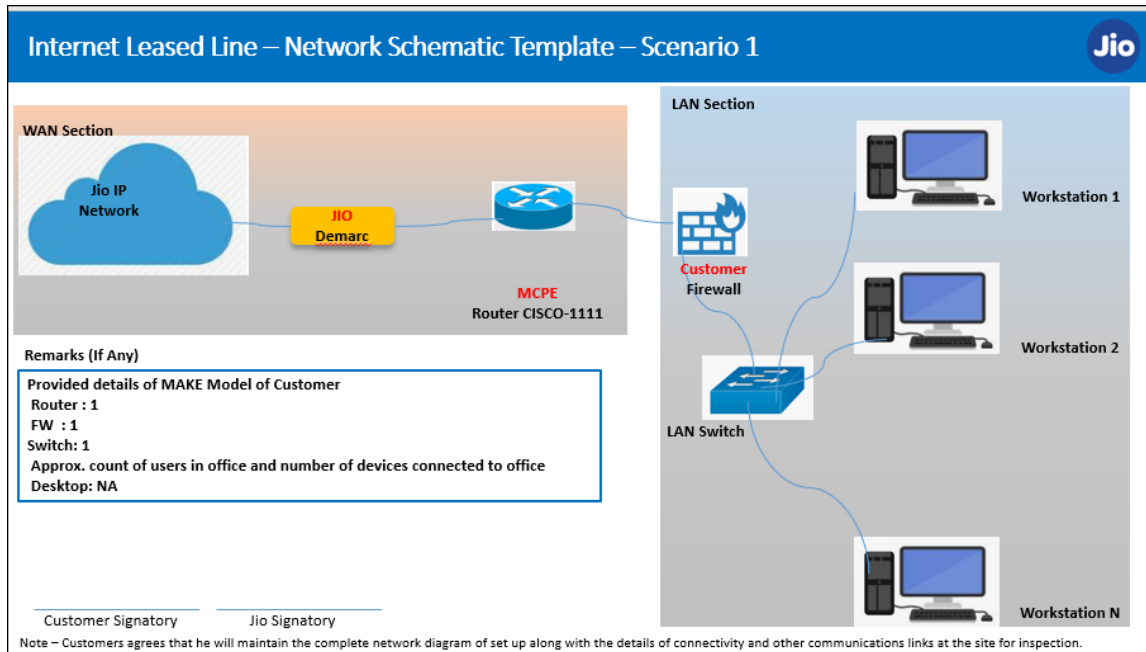 Internet Leased Line – Network Schematic Template – Scenario 1
Jio
WAN Section
Jio IP
Network
JIO
Demarc
MCPE
Router CISCO-1111
LAN Section
Customer
Firewall
LAN Switch
Workstation 1
Workstation 2
Workstation N
Remarks (If Any)
Provided details of MAKE Model of Customer
Router : 1
FW : 1
Switch: 1
Approx. count of users in office and number of devices connected to office
Desktop: NA
Customer Signatory
Jio Signatory
Note – Customers agrees that he will maintain the complete network diagram of set up along with the details of connectivity and other communications links at the site for inspection.